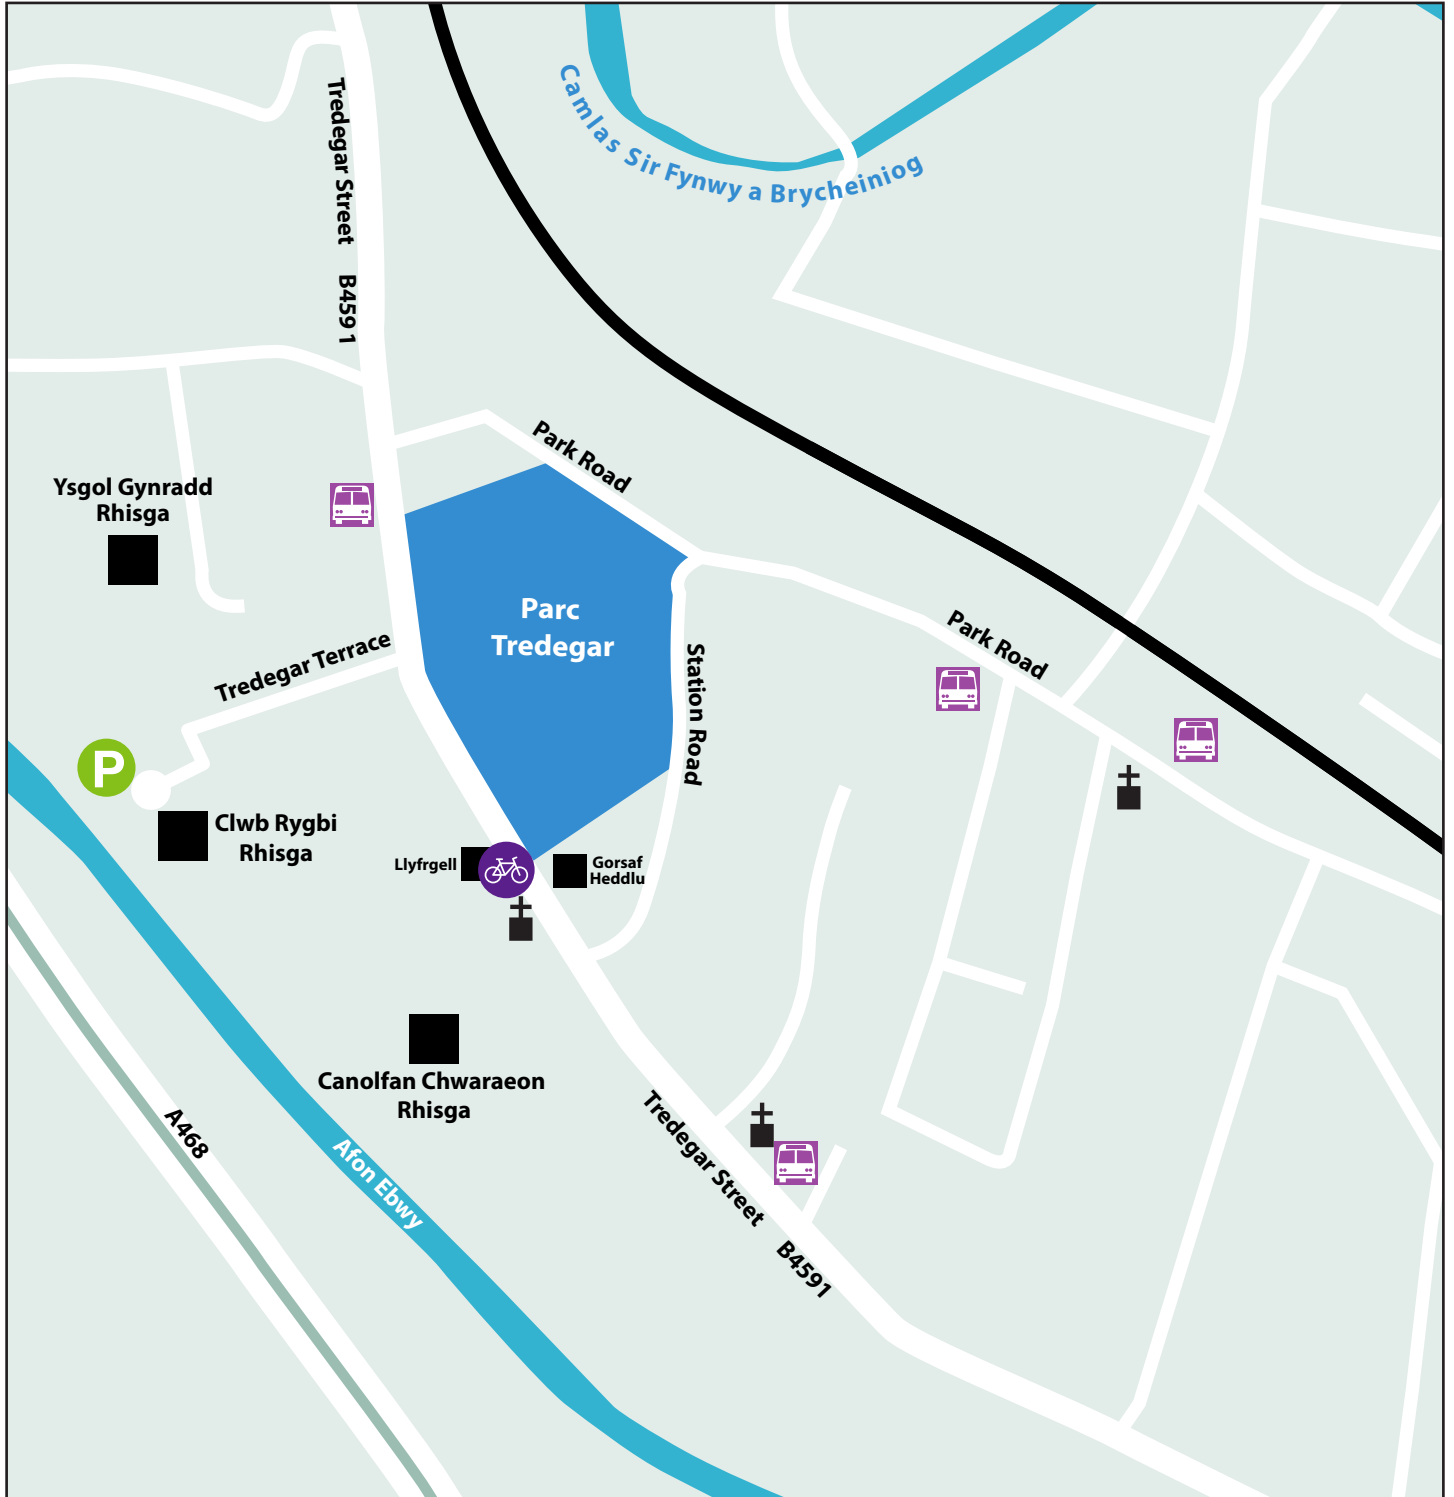 Camlas Sir Fynwy a Brycheiniog
Tredegar Street B4591
Park Road
Ysgol Gynradd
Rhisga
Parc
Tredegar
Park Road
Tredegar Terrace
Station Road
P
Clwb Rygbi
Rhisga
Llyfrgell
Gorsaf
Heddlu
Canolfan Chwaraeon
Rhisga
A468
Afon Ebwy
Tredegar Street B4591